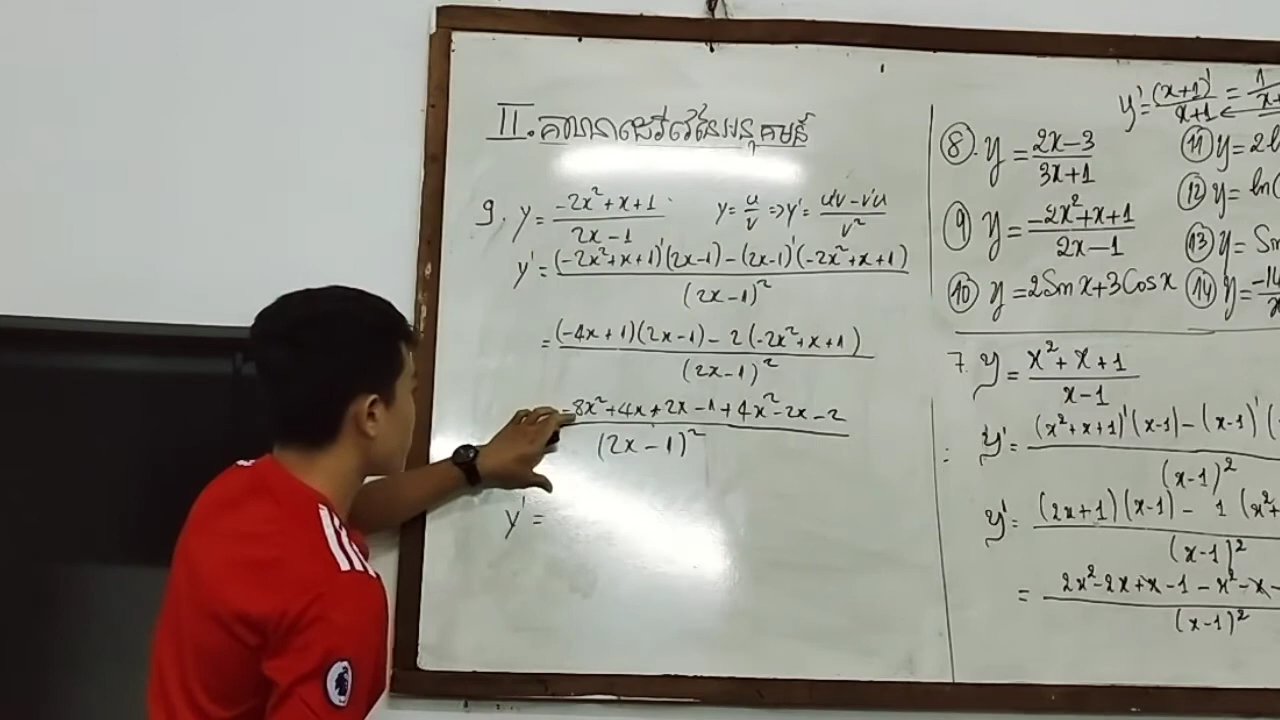 II. គណនាដេរីវេនៃអនុគមន៍
9. y = (-2x²+x+1)/(2x-1)   y = u/v ⇒ y' = (u'v - v'u)/v²
y' = ((-2x²+x+1)'(2x-1) - (2x-1)'(-2x²+x+1))/(2x-1)²
= ((-4x+1)(2x-1) - 2(-2x²+x+1))/(2x-1)²
(-8x²+4x+2x-1+4x²-2x-2)/(2x-1)²
y' =
y' = (x+1)'/(x+1) = 1/
⑧. y = (2x-3)/(3x+1)
⑨ y = (-2x²+x+1)/(2x-1)
⑩ y = 2Sin x + 3Cos x
⑪ y = 2
⑫ y = ln(
⑬ y = Sin
⑭ y = -14
7. y = (x²+x+1)/(x-1)
y' = ((x²+x+1)'(x-1) - (x-1)'(/(x-1)²
y' = ((2x+1)(x-1) - 1(x²+/(x-1)²
= (2x²-2x+x-1-x²-x-/(x-1)²